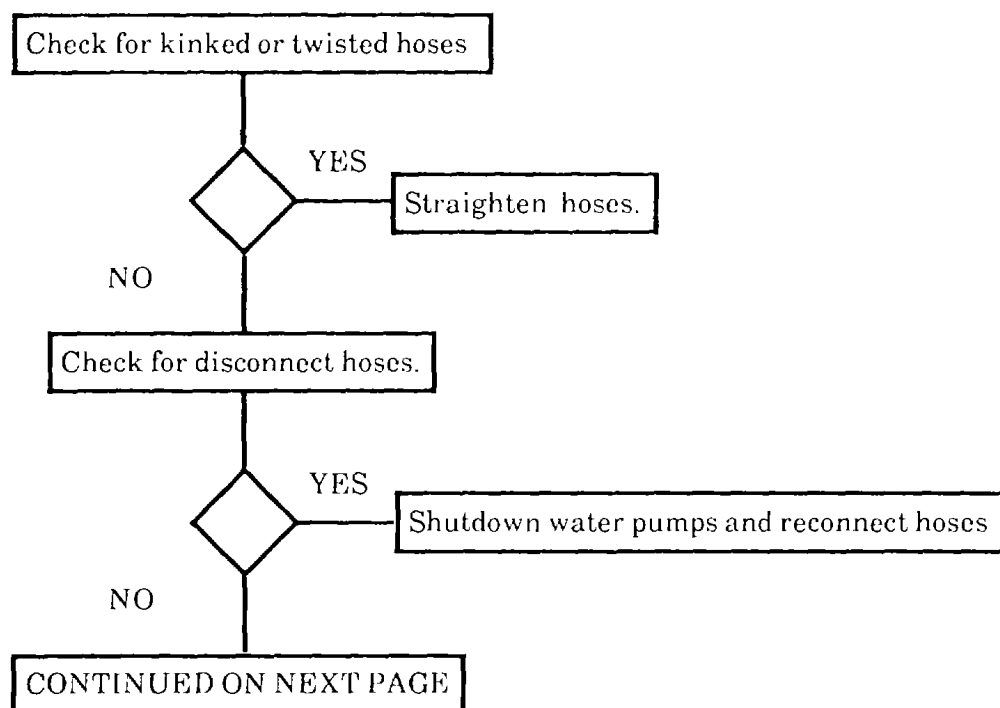 Check for kinked or twisted hoses
YES
Straighten hoses.
NO
Check for disconnect hoses.
YES
Shutdown water pumps and reconnect hoses
NO
CONTINUED ON NEXT PAGE